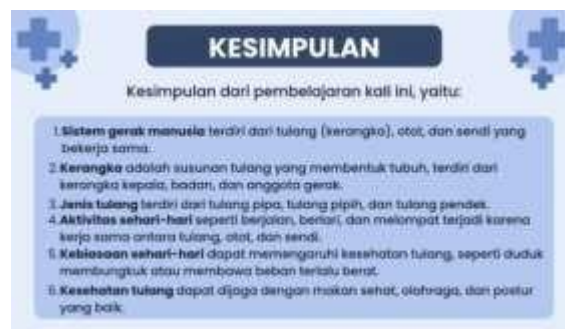 KESIMPULAN
Kesimpulan dari pembelajaran kali ini, yaitu:
1. Sistem gerak manusia terdiri dari tulang (kerangka), otot, dan sendi yang
bekerja sama.
2. Kerangka adalah susunan tulang yang membentuk tubuh, terdiri dari
kerangka kepala, badan, dan anggota gerak.
3. Jenis tulang terdiri dari tulang pipa, tulang pipih, dan tulang pendek.
4. Aktivitas sehari-hari seperti berjalan, berlari, dan melompat terjadi karena
kerja sama antara tulang, otot, dan sendi.
5. Kebiasaan sehari-hari dapat memengaruhi kesehatan tulang, seperti duduk
membungkuk atau membawa beban terlalu berat.
6. Kesehatan tulang dapat dijaga dengan makan sehat, olahraga, dan postur
yang baik.